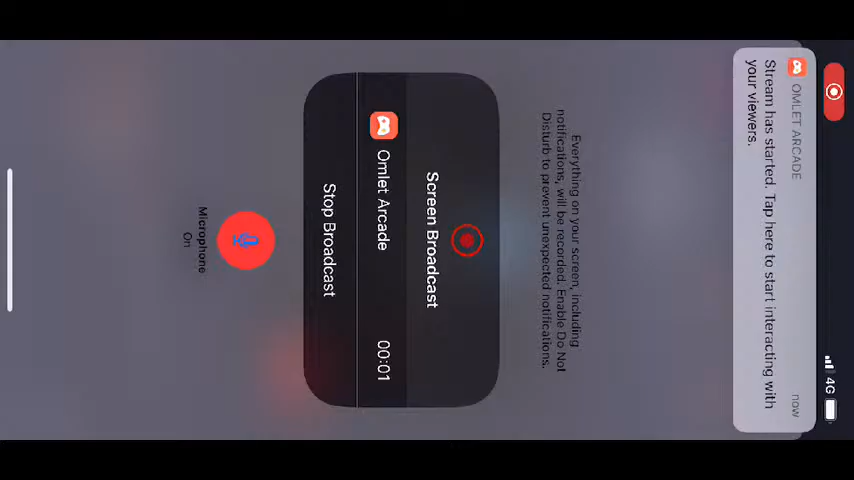 4G
OMLET ARCADE
now
Stream has started. Tap here to start interacting with
your viewers.
Everything on your screen, including
notifications, will be recorded. Enable Do Not
Disturb to prevent unexpected notifications.
Screen Broadcast
Omlet Arcade
00:01
Stop Broadcast
Microphone
On